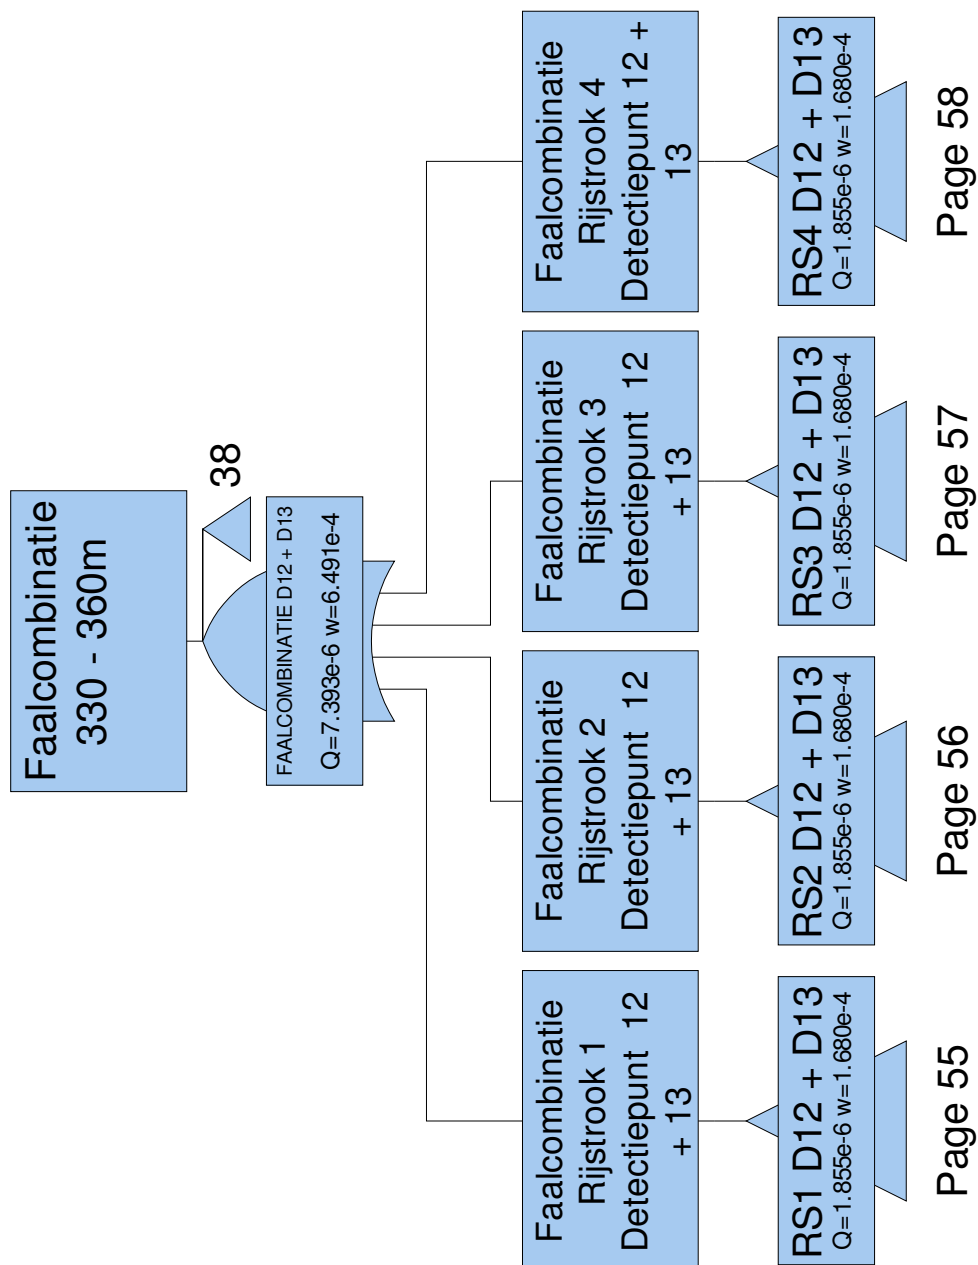 Faalcombinatie
330 - 360m
38
FAALCOMBINATIE D12 + D13
Q=7.393e-6 w=6.491e-4
Faalcombinatie
Rijstrook 1
Detectiepunt 12
+ 13
RS1 D12 + D13
Q=1.855e-6 w=1.680e-4
Page 55
Faalcombinatie
Rijstrook 2
Detectiepunt 12
+ 13
RS2 D12 + D13
Q=1.855e-6 w=1.680e-4
Page 56
Faalcombinatie
Rijstrook 3
Detectiepunt 12
+ 13
RS3 D12 + D13
Q=1.855e-6 w=1.680e-4
Page 57
Faalcombinatie
Rijstrook 4
Detectiepunt 12 +
13
RS4 D12 + D13
Q=1.855e-6 w=1.680e-4
Page 58